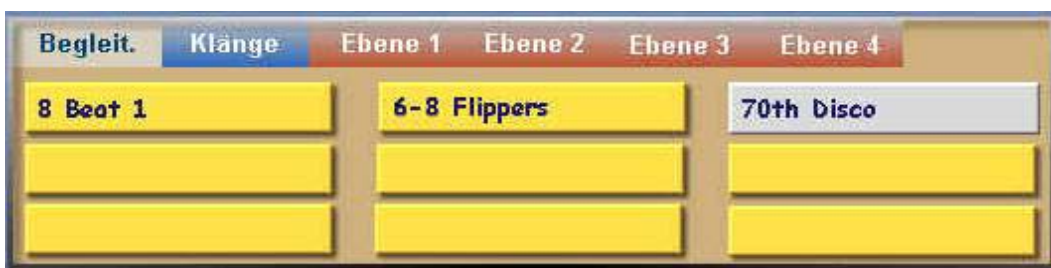 Begleit. Klänge Ebene 1 Ebene 2 Ebene 3 Ebene 4
8 Beat 1 6-8 Flippers 70th Disco